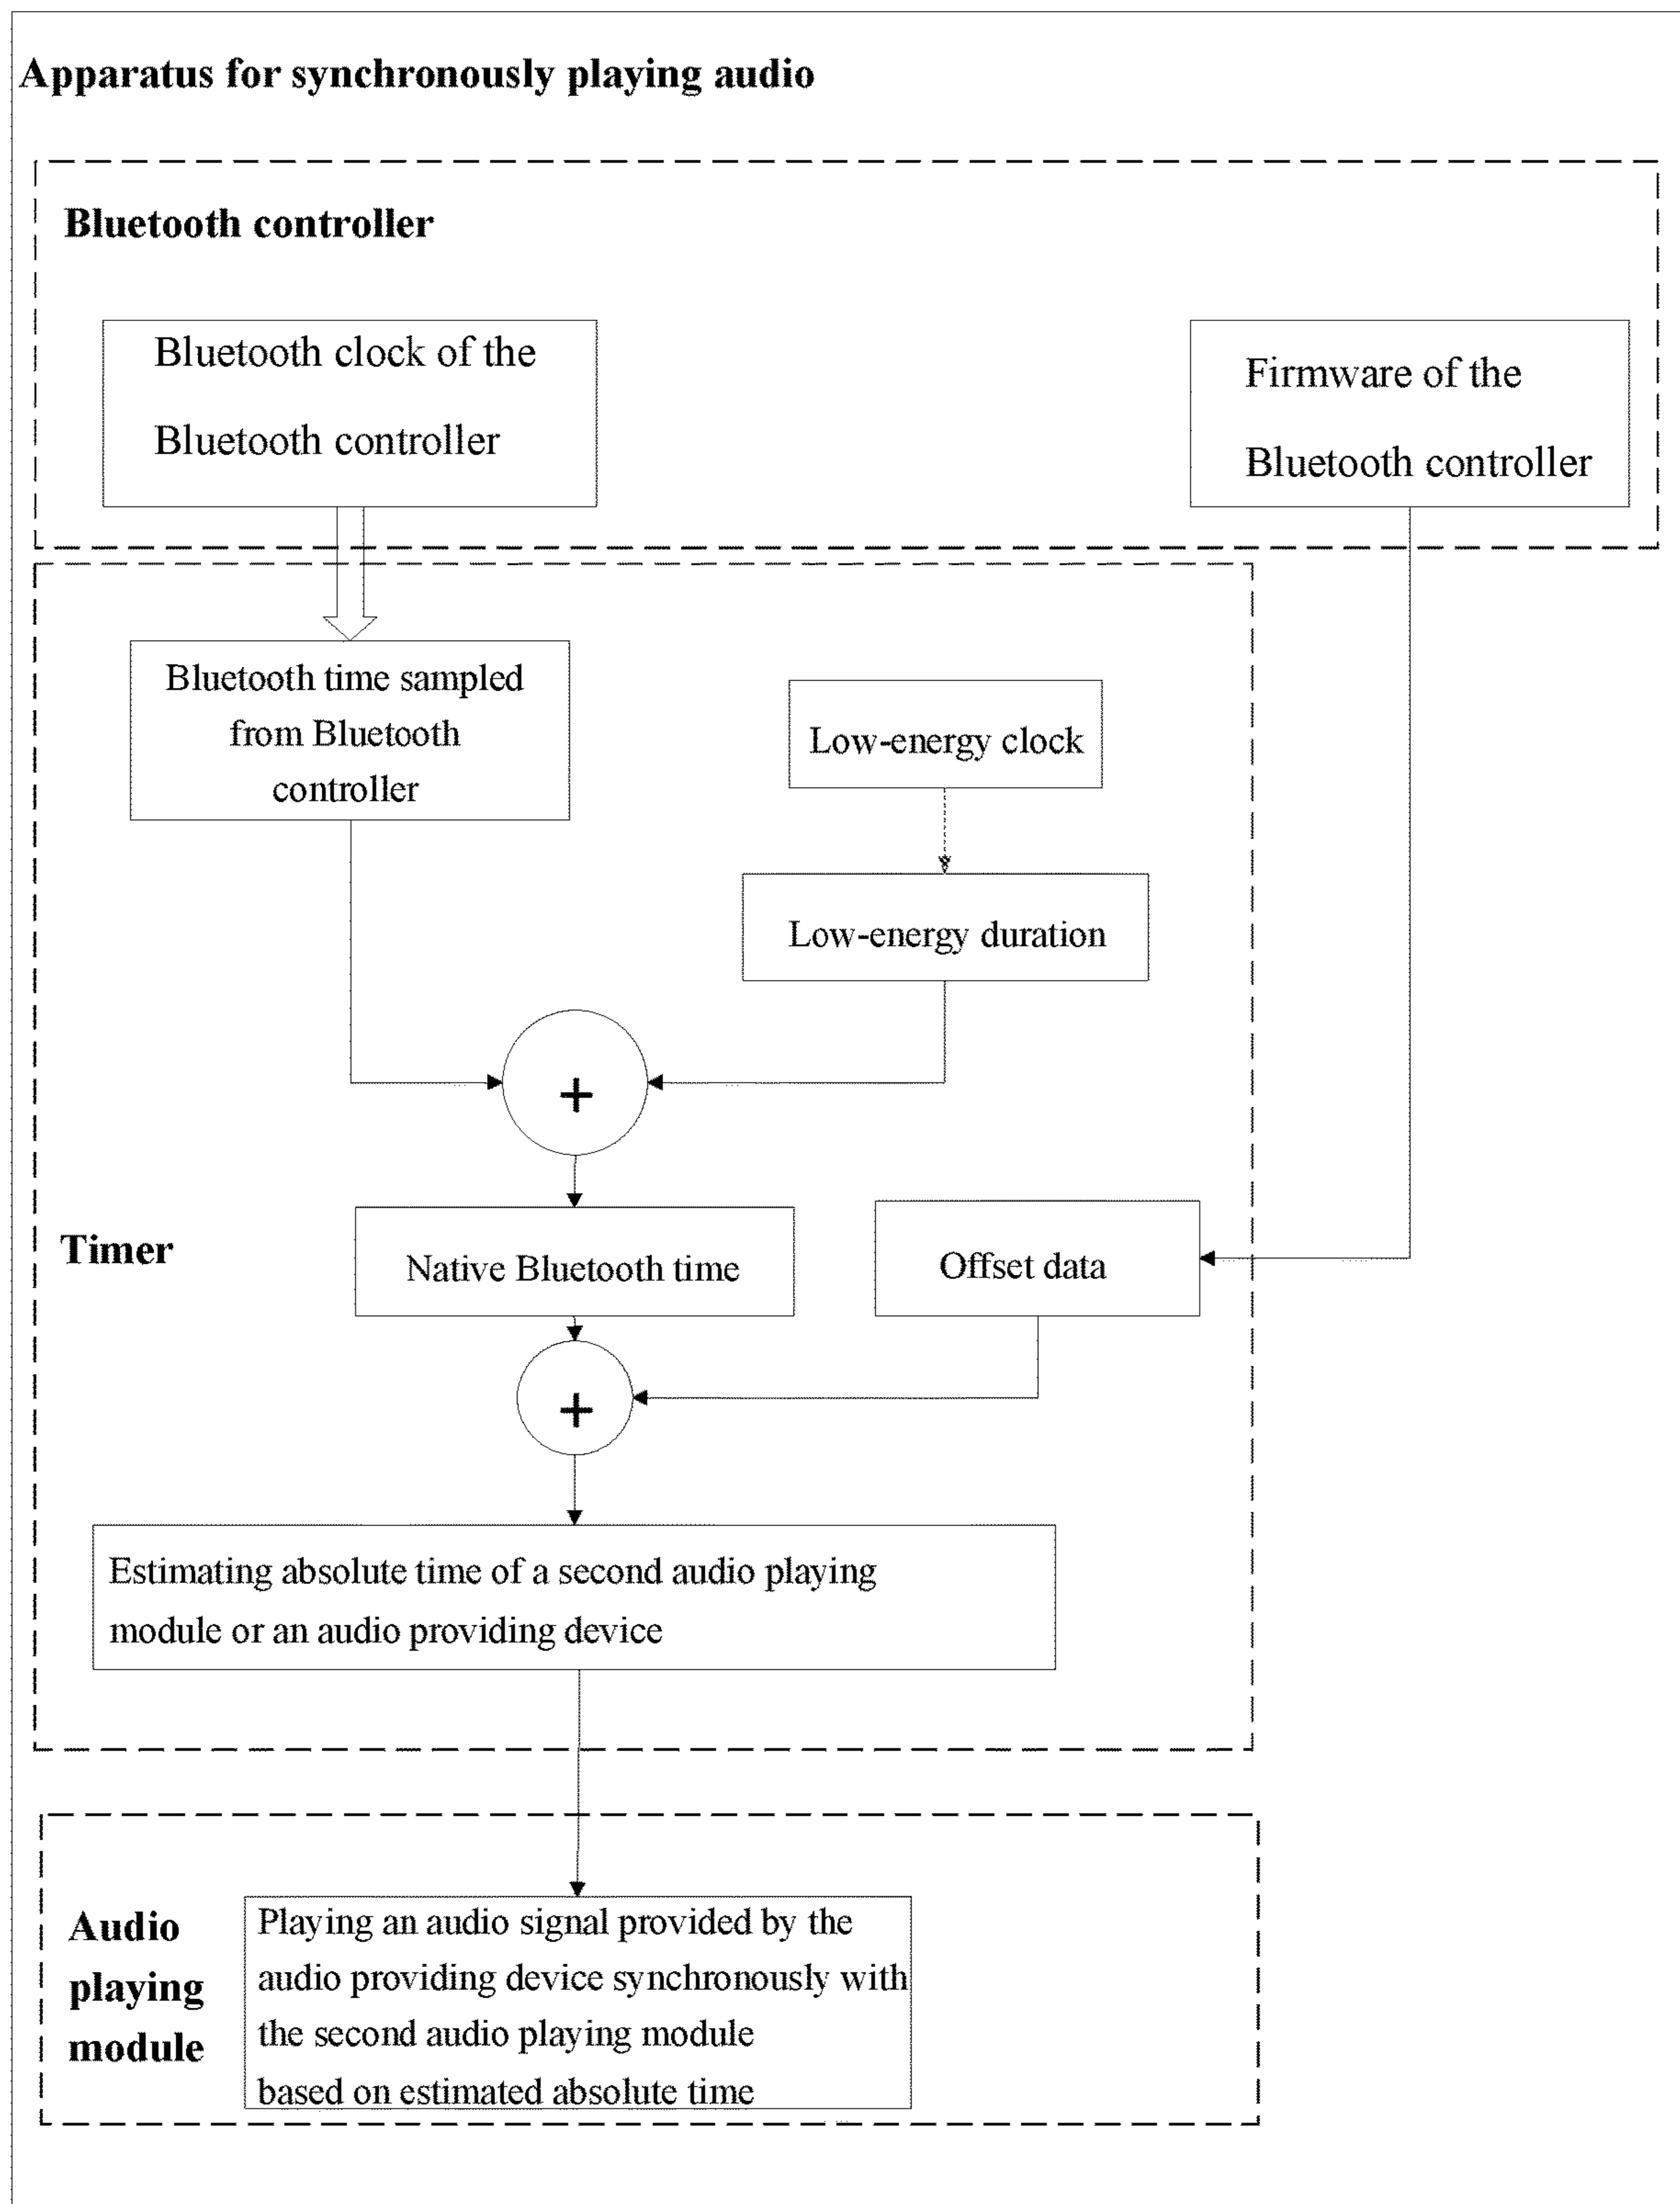 Apparatus for synchronously playing audio
Bluetooth controller
Bluetooth clock of the
Bluetooth controller
Firmware of the
Bluetooth controller
Bluetooth time sampled
from Bluetooth
controller
Low-energy clock
Low-energy duration
+
Timer
Native Bluetooth time
Offset data
+
Estimating absolute time of a second audio playing
module or an audio providing device
Audio
playing
module
Playing an audio signal provided by the
audio providing device synchronously with
the second audio playing module
based on estimated absolute time